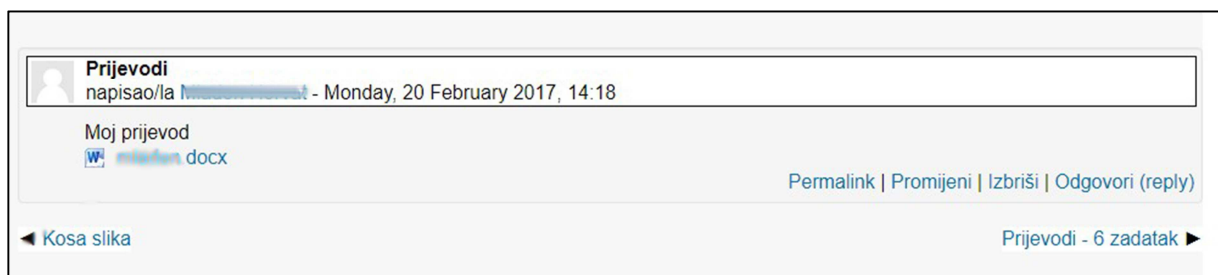 Prijevodi
napisao/la - Monday, 20 February 2017, 14:18
Moj prijevod
.docx
Permalink | Promijeni | Izbriši | Odgovori (reply)
◄ Kosa slika
Prijevodi - 6 zadatak ►